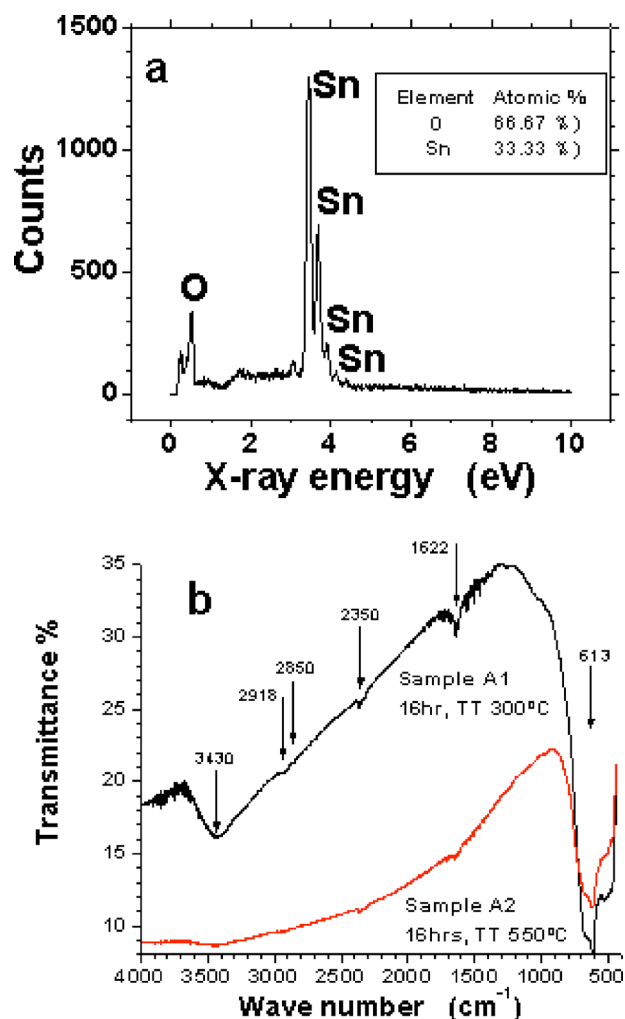 1500
a
Sn
Element Atomic %
O 66.67 %)
Sn 33.33 %)
1000
Sn
Counts
500
O
Sn
Sn
0
0 2 4 6 8 10
X-ray energy (eV)
35
b
1622
30
2350
613
2850
Sample A1
2918
16hr, TT 300ºC
25
3430
Transmittance %
20
15
Sample A2
16hrs, TT 550ºC
10
4000 3500 3000 2500 2000 1500 1000 500
Wave number (cm⁻¹)